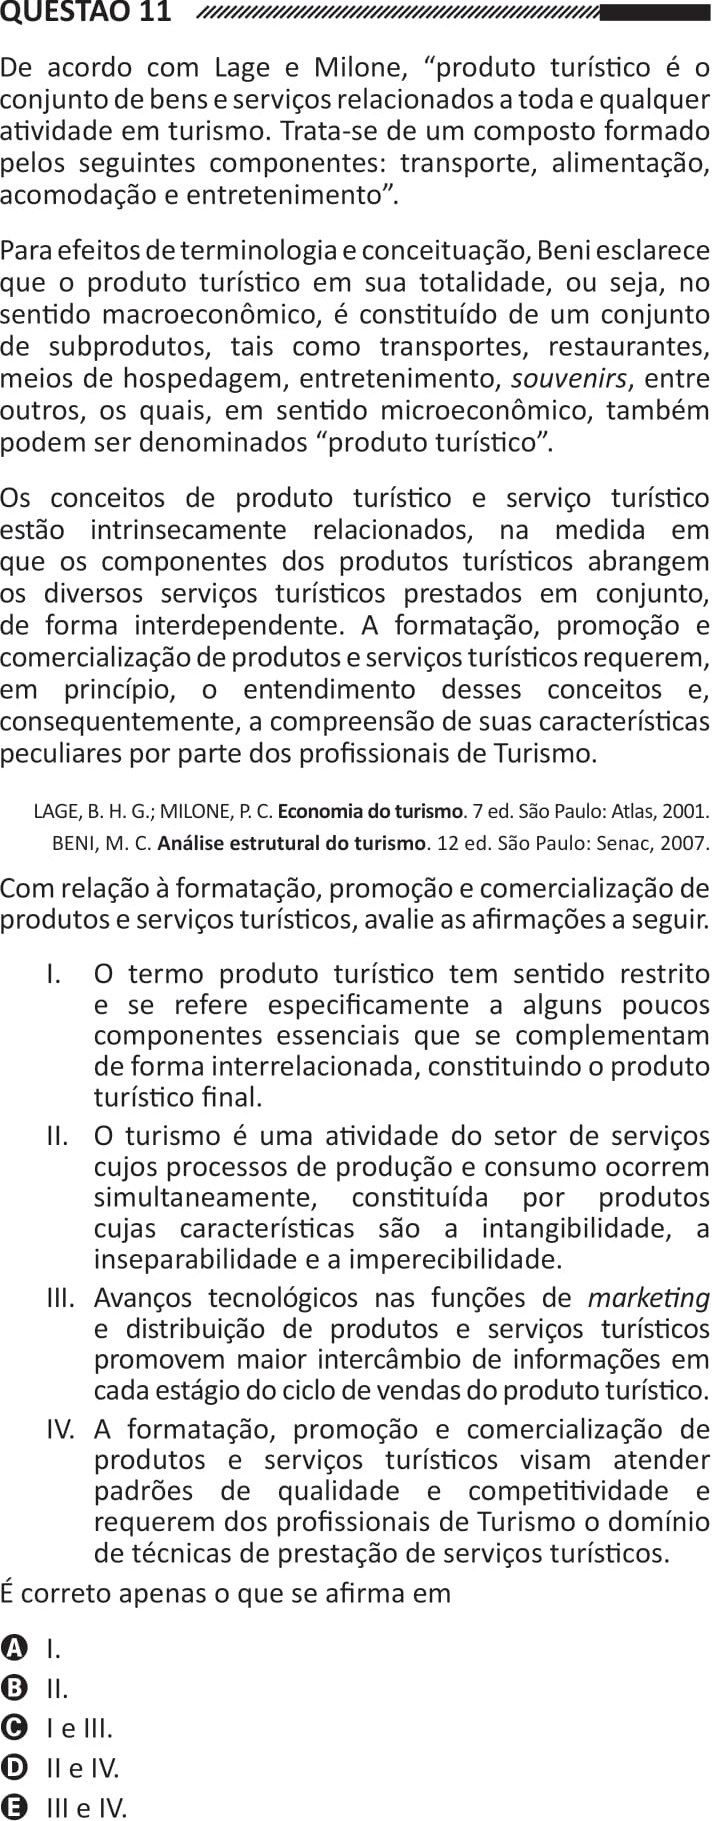 QUESTÃO 11
De acordo com Lage e Milone, “produto turístico é o
conjunto de bens e serviços relacionados a toda e qualquer
atividade em turismo. Trata-se de um composto formado
pelos seguintes componentes: transporte, alimentação,
acomodação e entretenimento”.
Para efeitos de terminologia e conceituação, Beni esclarece
que o produto turístico em sua totalidade, ou seja, no
sentido macroeconômico, é constituído de um conjunto
de subprodutos, tais como transportes, restaurantes,
meios de hospedagem, entretenimento, souvenirs, entre
outros, os quais, em sentido microeconômico, também
podem ser denominados “produto turístico”.
Os conceitos de produto turístico e serviço turístico
estão intrinsecamente relacionados, na medida em
que os componentes dos produtos turísticos abrangem
os diversos serviços turísticos prestados em conjunto,
de forma interdependente. A formatação, promoção e
comercialização de produtos e serviços turísticos requerem,
em princípio, o entendimento desses conceitos e,
consequentemente, a compreensão de suas características
peculiares por parte dos profissionais de Turismo.
LAGE, B. H. G.; MILONE, P. C. Economia do turismo. 7 ed. São Paulo: Atlas, 2001.
BENI, M. C. Análise estrutural do turismo. 12 ed. São Paulo: Senac, 2007.
Com relação à formatação, promoção e comercialização de
produtos e serviços turísticos, avalie as afirmações a seguir.
I. O termo produto turístico tem sentido restrito
e se refere especificamente a alguns poucos
componentes essenciais que se complementam
de forma interrelacionada, constituindo o produto
turístico final.
II. O turismo é uma atividade do setor de serviços
cujos processos de produção e consumo ocorrem
simultaneamente, constituída por produtos
cujas características são a intangibilidade, a
inseparabilidade e a imperecibilidade.
III. Avanços tecnológicos nas funções de marketing
e distribuição de produtos e serviços turísticos
promovem maior intercâmbio de informações em
cada estágio do ciclo de vendas do produto turístico.
IV. A formatação, promoção e comercialização de
produtos e serviços turísticos visam atender
padrões de qualidade e competitividade e
requerem dos profissionais de Turismo o domínio
de técnicas de prestação de serviços turísticos.
É correto apenas o que se afirma em
A I.
B II.
C I e III.
D II e IV.
E III e IV.